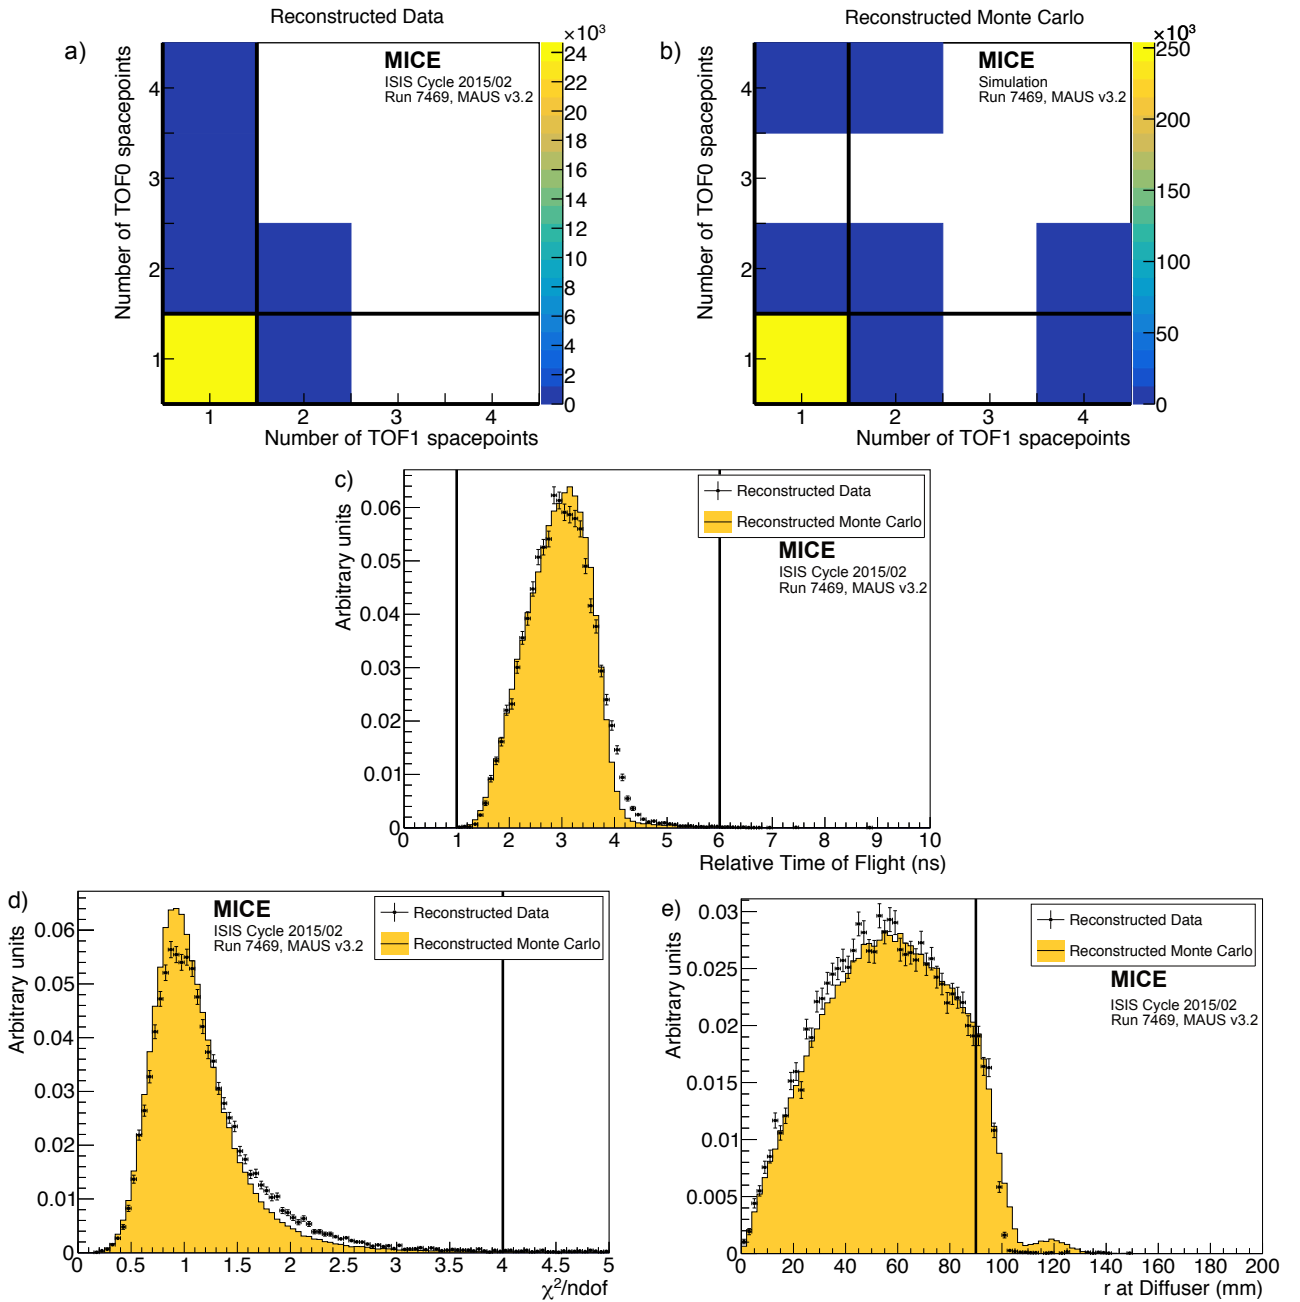 Reconstructed Data
a)
MICE
ISIS Cycle 2015/02
Run 7469, MAUS v3.2
Number of TOF0 spacepoints
4
3
2
1
1 2 3 4
Number of TOF1 spacepoints
×10³
24
22
20
18
16
14
12
10
8
6
4
2
0
Reconstructed Monte Carlo
b)
MICE
Simulation
Run 7469, MAUS v3.2
Number of TOF0 spacepoints
4
3
2
1
1 2 3 4
Number of TOF1 spacepoints
×10³
250
200
150
100
50
0
c)
Arbitrary units
0.06
0.05
0.04
0.03
0.02
0.01
0
0 1 2 3 4 5 6 7 8 9 10
Relative Time of Flight (ns)
Reconstructed Data
Reconstructed Monte Carlo
MICE
ISIS Cycle 2015/02
Run 7469, MAUS v3.2
d)
Arbitrary units
0.06
0.05
0.04
0.03
0.02
0.01
0
0 0.5 1 1.5 2 2.5 3 3.5 4 4.5 5
χ²/ndof
MICE
ISIS Cycle 2015/02
Run 7469, MAUS v3.2
Reconstructed Data
Reconstructed Monte Carlo
e)
Arbitrary units
0.03
0.025
0.02
0.015
0.01
0.005
0
0 20 40 60 80 100 120 140 160 180 200
r at Diffuser (mm)
Reconstructed Data
Reconstructed Monte Carlo
MICE
ISIS Cycle 2015/02
Run 7469, MAUS v3.2